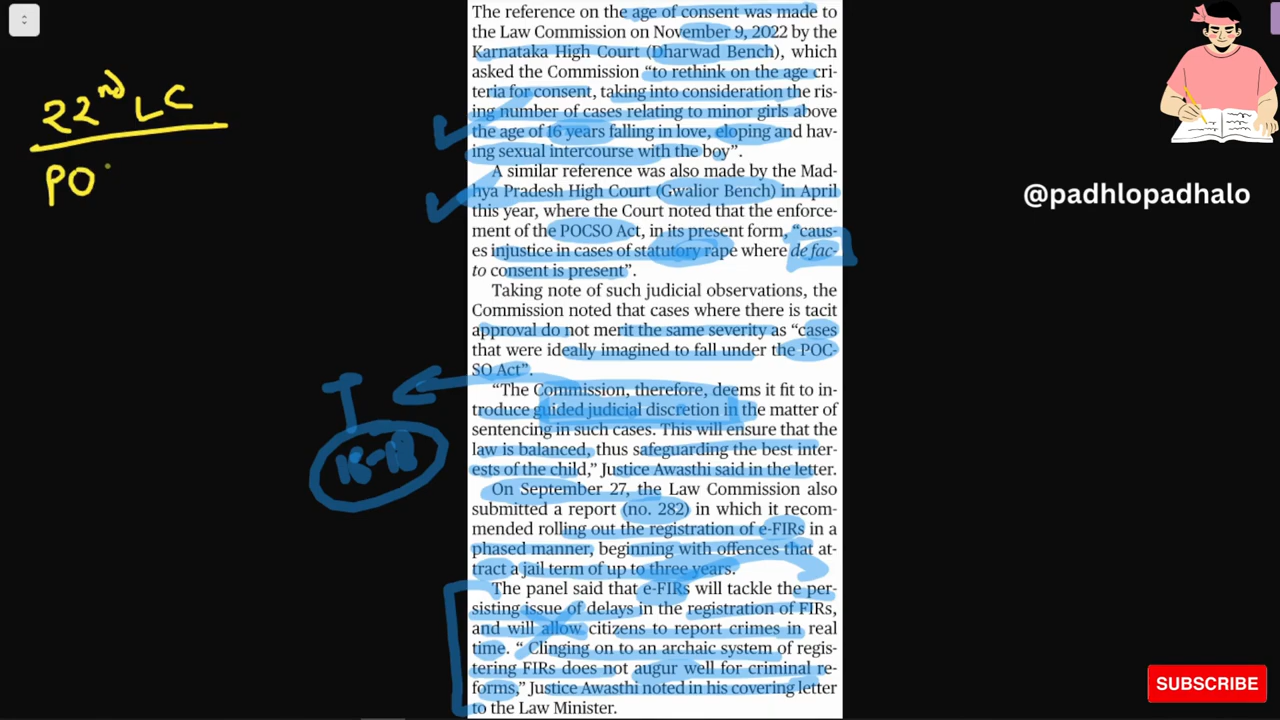 22nd LC
PO
The reference on the age of consent was made to
the Law Commission on November 9, 2022 by the
Karnataka High Court (Dharwad Bench), which
asked the Commission “to rethink on the age cri-
teria for consent, taking into consideration the ris-
ing number of cases relating to minor girls above
the age of 16 years falling in love, eloping and hav-
ing sexual intercourse with the boy”.
A similar reference was also made by the Mad-
hya Pradesh High Court (Gwalior Bench) in April
this year, where the Court noted that the enforce-
ment of the POCSO Act, in its present form, “caus-
es injustice in cases of statutory rape where de fac-
to consent is present”.
Taking note of such judicial observations, the
Commission noted that cases where there is tacit
approval do not merit the same severity as “cases
that were ideally imagined to fall under the POC-
SO Act”.
“The Commission, therefore, deems it fit to in-
troduce guided judicial discretion in the matter of
sentencing in such cases. This will ensure that the
law is balanced, thus safeguarding the best inter-
ests of the child,” Justice Awasthi said in the letter.
On September 27, the Law Commission also
submitted a report (no. 282) in which it recom-
mended rolling out the registration of e-FIRs in a
phased manner, beginning with offences that at-
tract a jail term of up to three years.
The panel said that e-FIRs will tackle the per-
sisting issue of delays in the registration of FIRs,
and will allow citizens to report crimes in real
time. “ Clinging on to an archaic system of regis-
tering FIRs does not augur well for criminal re-
forms,” Justice Awasthi noted in his covering letter
to the Law Minister.
16-18
@padhlopadhalo
SUBSCRIBE